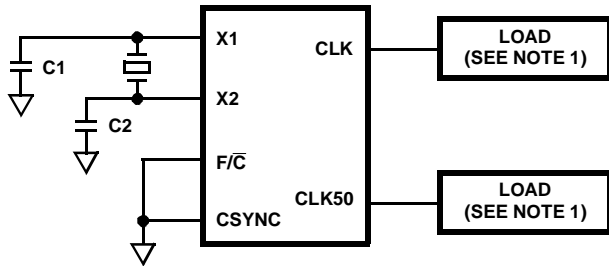 X1
CLK
LOAD
(SEE NOTE 1)
C1
X2
C2
F/C̅
CLK50
LOAD
(SEE NOTE 1)
CSYNC